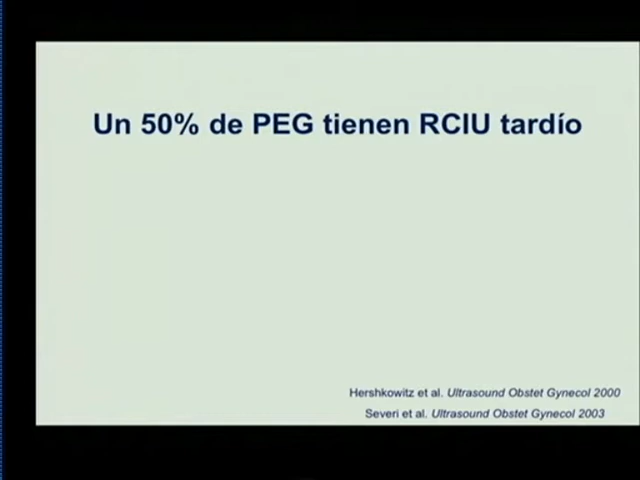 Un 50% de PEG tienen RCIU tardío
Hershkowitz et al. Ultrasound Obstet Gynecol 2000
Severi et al. Ultrasound Obstet Gynecol 2003